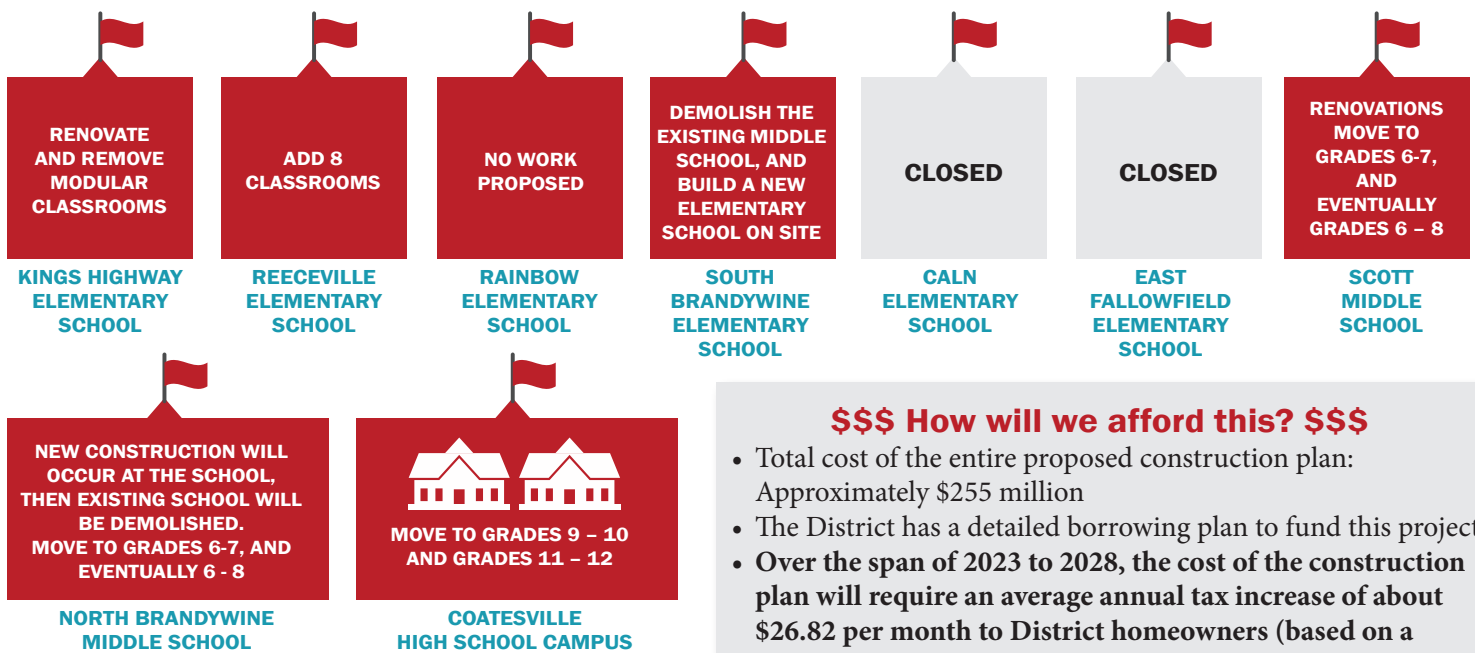 RENOVATE
AND REMOVE
MODULAR
CLASSROOMS
KINGS HIGHWAY
ELEMENTARY
SCHOOL
ADD 8
CLASSROOMS
REECEVILLE
ELEMENTARY
SCHOOL
NO WORK
PROPOSED
RAINBOW
ELEMENTARY
SCHOOL
DEMOLISH THE
EXISTING MIDDLE
SCHOOL, AND
BUILD A NEW
ELEMENTARY
SCHOOL ON SITE
SOUTH
BRANDYWINE
ELEMENTARY
SCHOOL
CLOSED
CALN
ELEMENTARY
SCHOOL
CLOSED
EAST
FALLOWFIELD
ELEMENTARY
SCHOOL
RENOVATIONS
MOVE TO
GRADES 6-7,
AND
EVENTUALLY
GRADES 6 – 8
SCOTT
MIDDLE
SCHOOL
NEW CONSTRUCTION WILL
OCCUR AT THE SCHOOL,
THEN EXISTING SCHOOL WILL
BE DEMOLISHED.
MOVE TO GRADES 6-7, AND
EVENTUALLY 6 - 8
NORTH BRANDYWINE
MIDDLE SCHOOL
MOVE TO GRADES 9 – 10
AND GRADES 11 – 12
COATESVILLE
HIGH SCHOOL CAMPUS
$$$ How will we afford this? $$$
• Total cost of the entire proposed construction plan:
Approximately $255 million
• The District has a detailed borrowing plan to fund this project
• Over the span of 2023 to 2028, the cost of the construction
plan will require an average annual tax increase of about
$26.82 per month to District homeowners (based on a